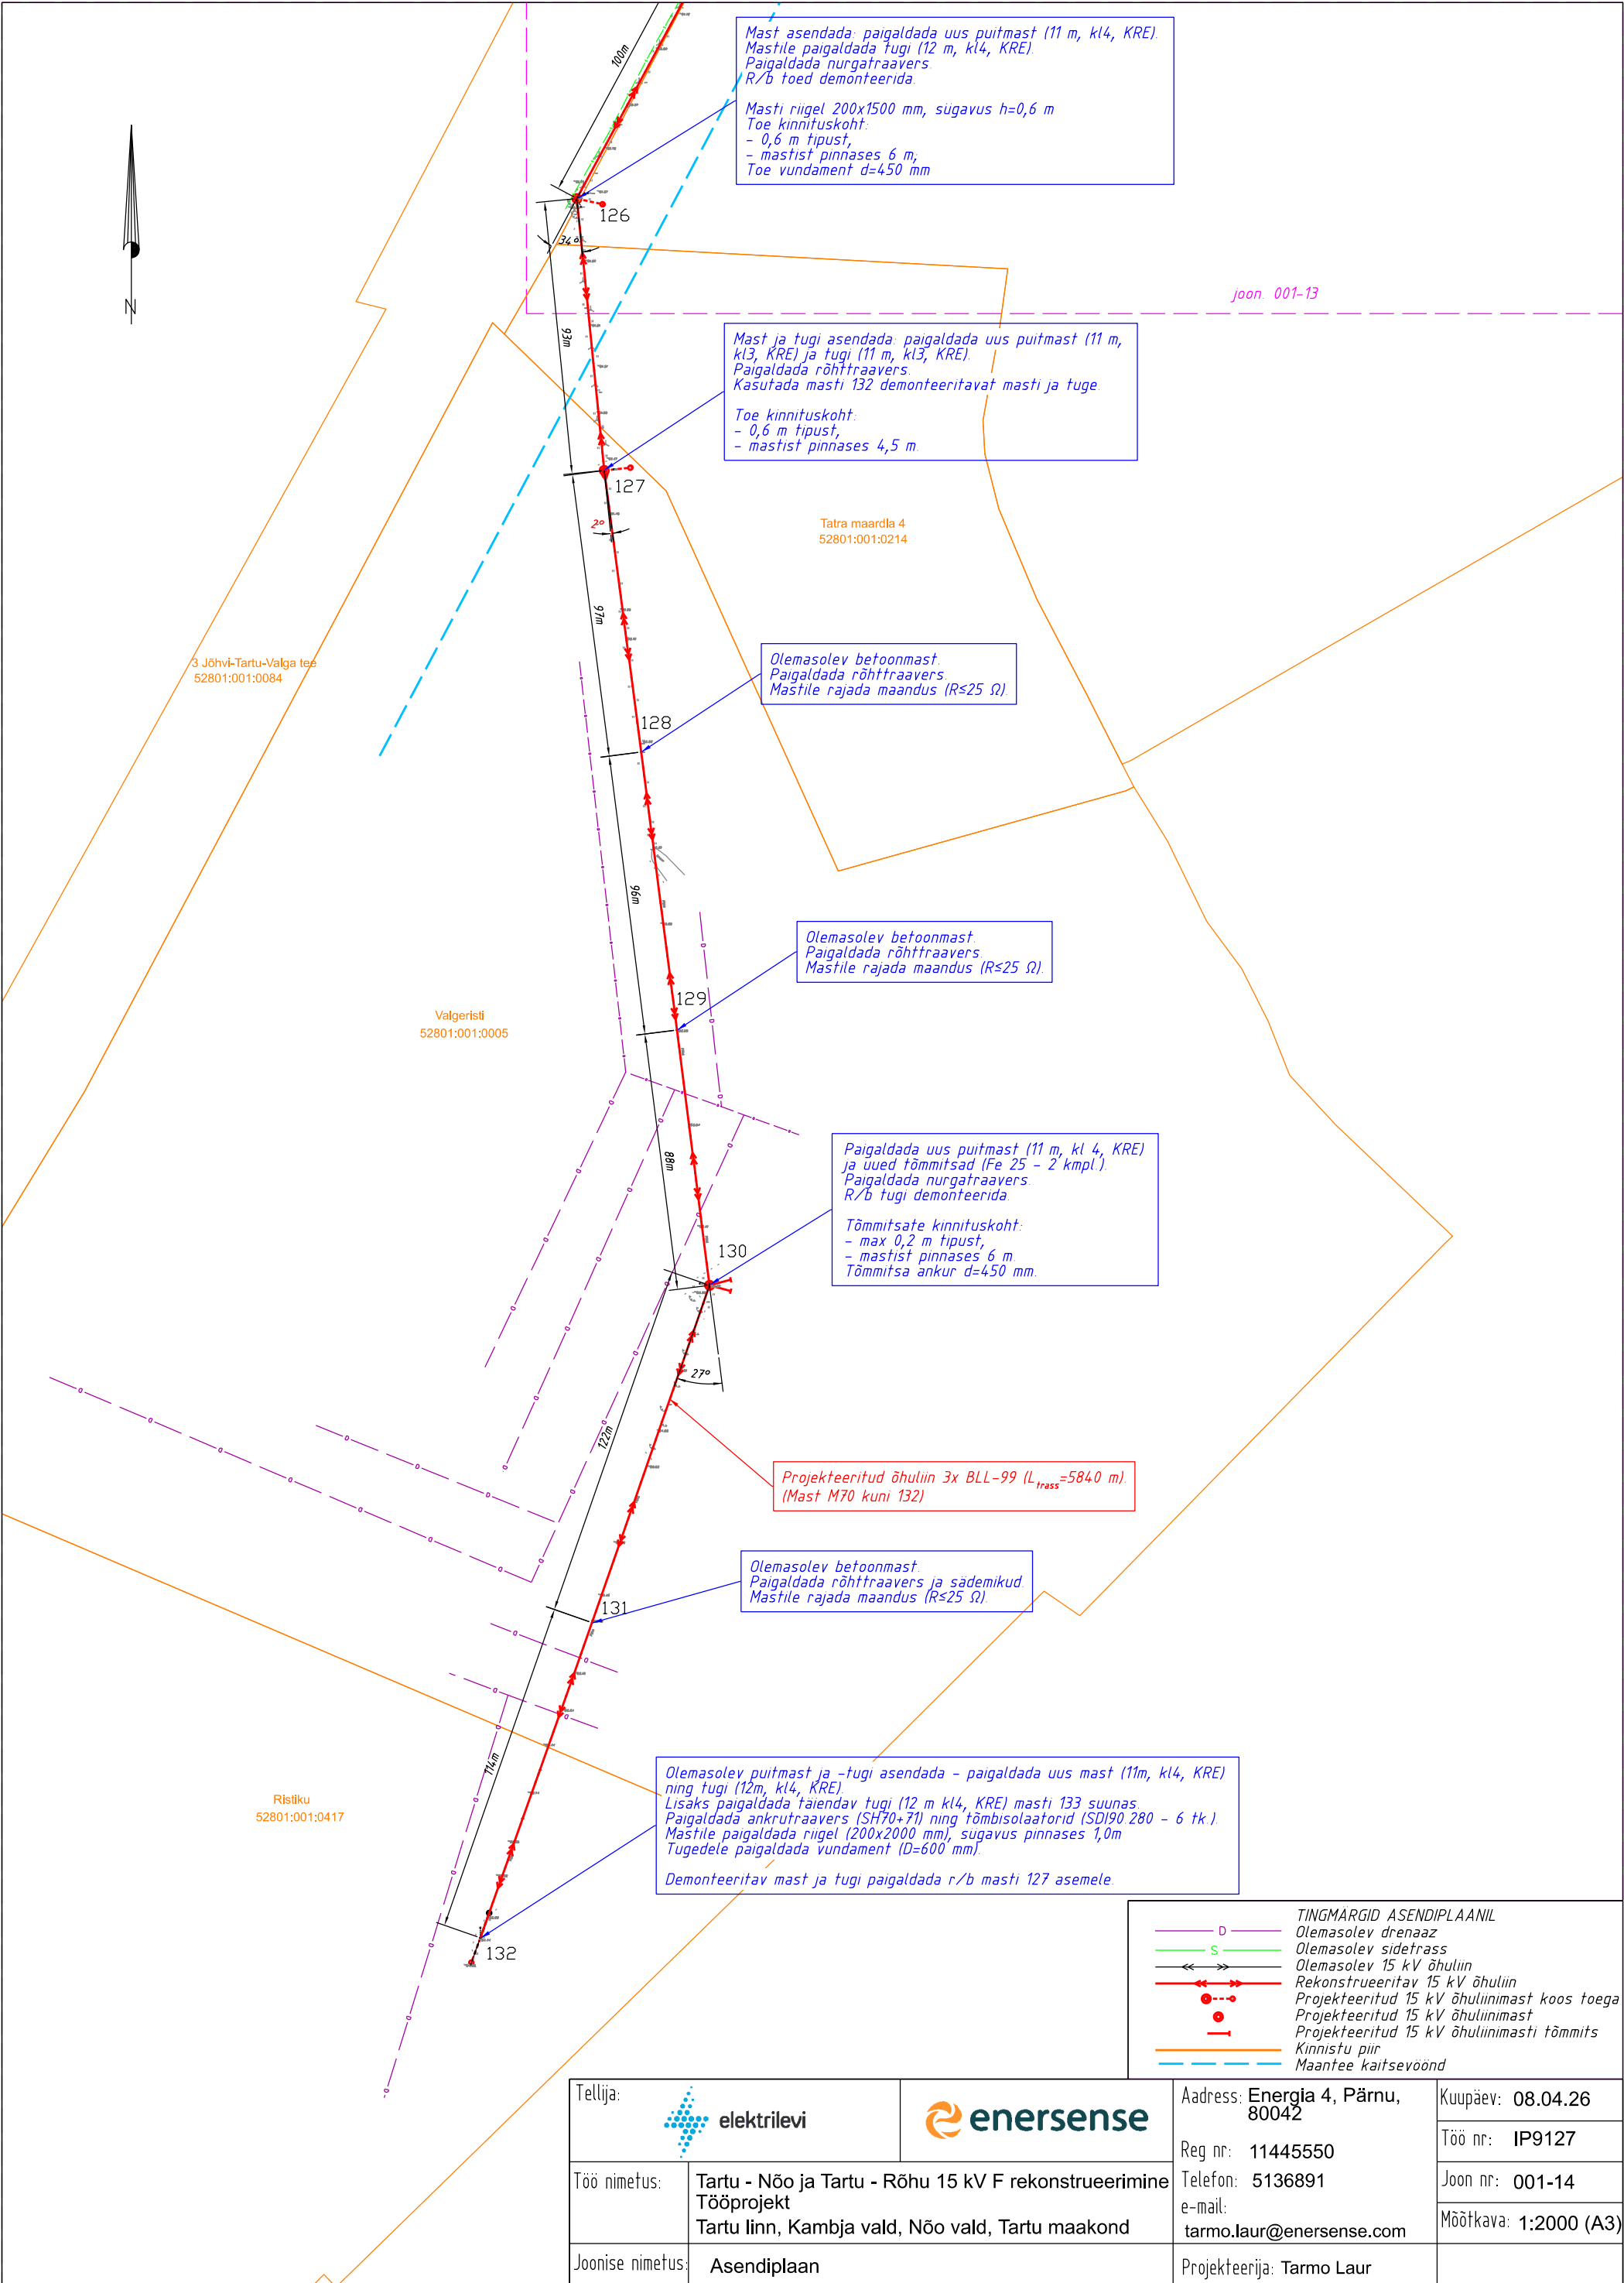 100m
Mast asendada: paigaldada uus puitmast (11 m, kl4, KRE).
Mastile paigaldada tugi (12 m, kl4, KRE).
Paigaldada nurgatraavers.
R/b toed demonteerida.
Masti riigel 200x1500 mm, sügavus h=0,6 m
Toe kinnituskoht:
- 0,6 m tipust,
- mastist pinnases 6 m;
Toe vundament d=450 mm
N
126
34°
joon. 001-13
93m
Mast ja tugi asendada: paigaldada uus puitmast (11 m,
kl3, KRE) ja tugi (11 m, kl3, KRE).
Paigaldada rõhttraavers.
Kasutada masti 132 demonteeritavat masti ja tuge.
Toe kinnituskoht:
- 0,6 m tipust,
- mastist pinnases 4,5 m.
127
2°
Tatra maardla 4
52801:001:0214
97m
3 Jõhvi-Tartu-Valga tee
52801:001:0084
Olemasolev betoonmast.
Paigaldada rõhttraavers.
Mastile rajada maandus (R≤25 Ω).
128
96m
Olemasolev betoonmast.
Paigaldada rõhttraavers.
Mastile rajada maandus (R≤25 Ω).
129
Valgeristi
52801:001:0005
88m
Paigaldada uus puitmast (11 m, kl 4, KRE)
ja uued tõmmitsad (Fe 25 - 2 kmpl.).
Paigaldada nurgatraavers.
R/b tugi demonteerida.
Tõmmitsate kinnituskoht:
- max 0,2 m tipust,
- mastist pinnases 6 m.
Tõmmitsa ankur d=450 mm.
130
27°
122m
Projekteeritud õhuliin 3x BLL-99 (Ltrass=5840 m).
(Mast M70 kuni 132)
Olemasolev betoonmast.
Paigaldada rõhttraavers ja sädemikud.
Mastile rajada maandus (R≤25 Ω).
131
114m
Ristiku
52801:001:0417
Olemasolev puitmast ja -tugi asendada - paigaldada uus mast (11m, kl4, KRE)
ning tugi (12m, kl4, KRE).
Lisaks paigaldada täiendav tugi (12 m kl4, KRE) masti 133 suunas.
Paigaldada ankrutraavers (SH70+71) ning tõmbisolaatorid (SDI90.280 - 6 tk.).
Mastile paigaldada riigel (200x2000 mm), sügavus pinnases 1,0m
Tugedele paigaldada vundament (D=600 mm).
Demonteeritav mast ja tugi paigaldada r/b masti 127 asemele.
132
TINGMÄRGID ASENDIPLAANIL
D Olemasolev drenaaz
S Olemasolev sidetrass
Olemasolev 15 kV õhuliin
Rekonstrueeritav 15 kV õhuliin
Projekteeritud 15 kV õhuliinimast koos toega
Projekteeritud 15 kV õhuliinimast
Projekteeritud 15 kV õhuliinimasti tõmmits
Kinnistu piir
Maantee kaitsevöönd
Tellija:
elektrilevi
enersense
Aadress: Energia 4, Pärnu,
80042
Reg nr: 11445550
Telefon: 5136891
e-mail:
tarmo.laur@enersense.com
Kuupäev: 08.04.26
Töö nr: IP9127
Joon nr: 001-14
Mõõtkava: 1:2000 (A3)
Töö nimetus:
Tartu - Nõo ja Tartu - Rõhu 15 kV F rekonstrueerimine
Tööprojekt
Tartu linn, Kambja vald, Nõo vald, Tartu maakond
Joonise nimetus: Asendiplaan
Projekteerija: Tarmo Laur